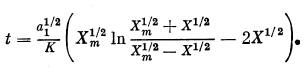 t = \frac{a_1^{1/2}}{K} \left( X_m^{1/2} \ln \frac{X_m^{1/2} + X^{1/2}}{X_m^{1/2} - X^{1/2}} - 2X^{1/2} \right).